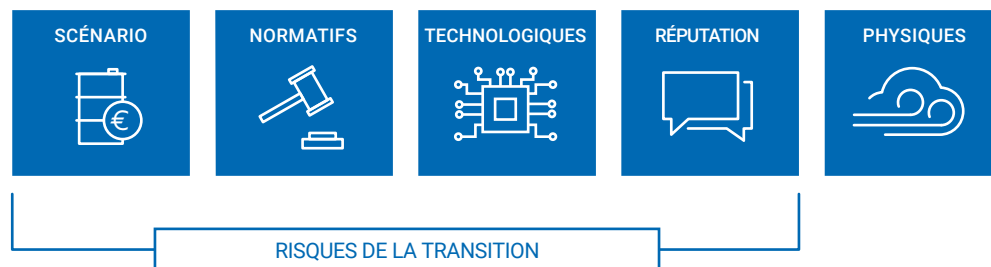 SCÉNARIO
NORMATIFS
TECHNOLOGIQUES
RÉPUTATION
PHYSIQUES
€
RISQUES DE LA TRANSITION